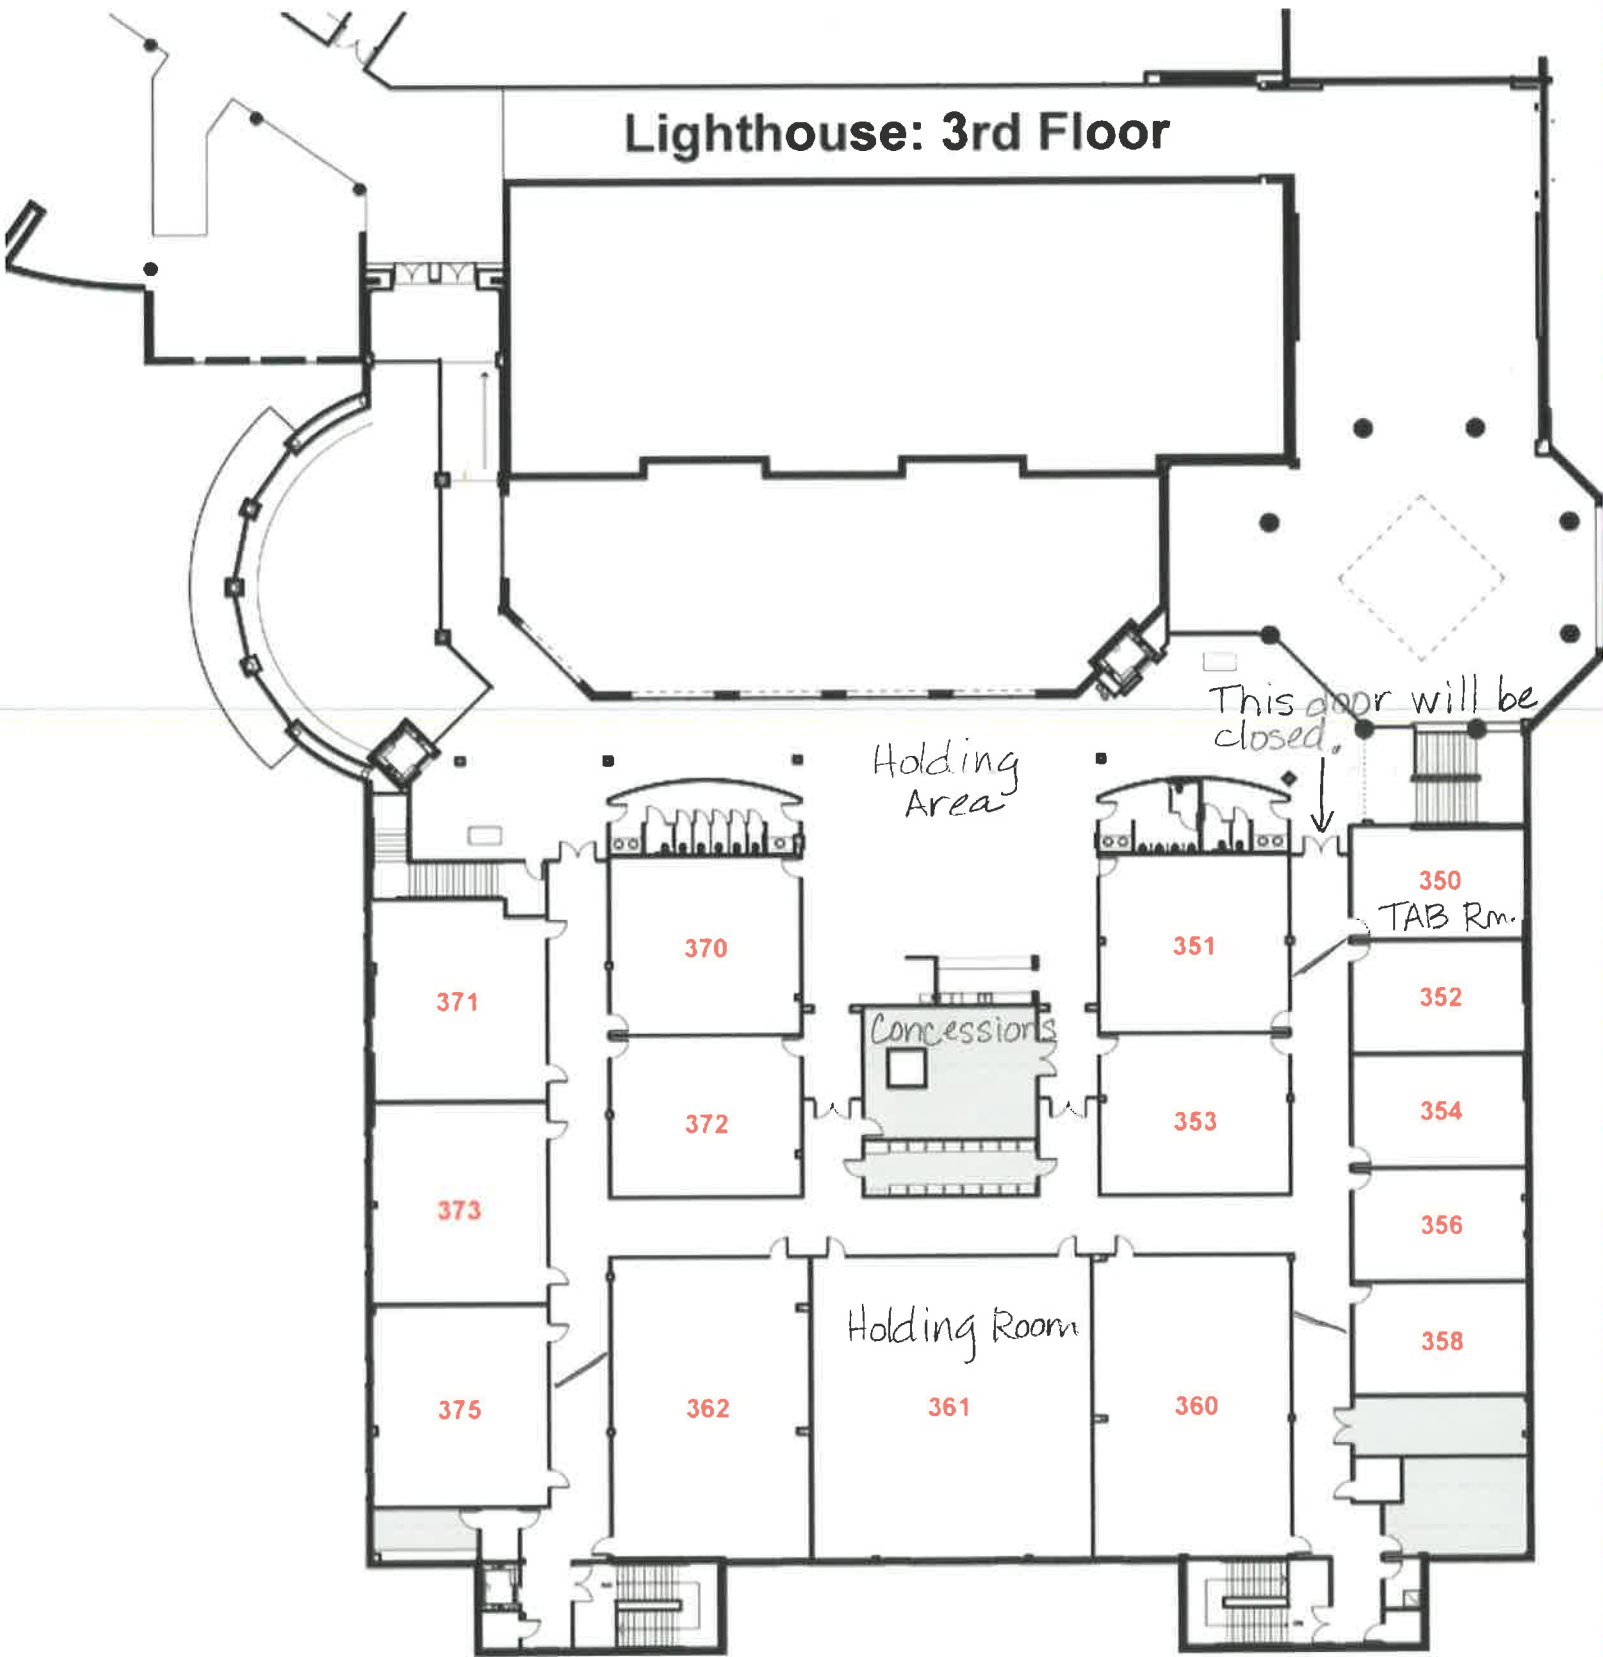 Lighthouse: 3rd Floor
This door will be
closed.
Holding
Area
350
TAB Rm.
370
351
371
352
Concessions
372
353
354
373
356
Holding Room
358
375
362
361
360